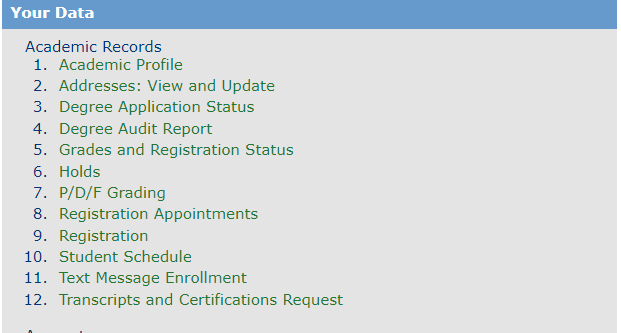 Your Data
Academic Records
1. Academic Profile
2. Addresses: View and Update
3. Degree Application Status
4. Degree Audit Report
5. Grades and Registration Status
6. Holds
7. P/D/F Grading
8. Registration Appointments
9. Registration
10. Student Schedule
11. Text Message Enrollment
12. Transcripts and Certifications Request